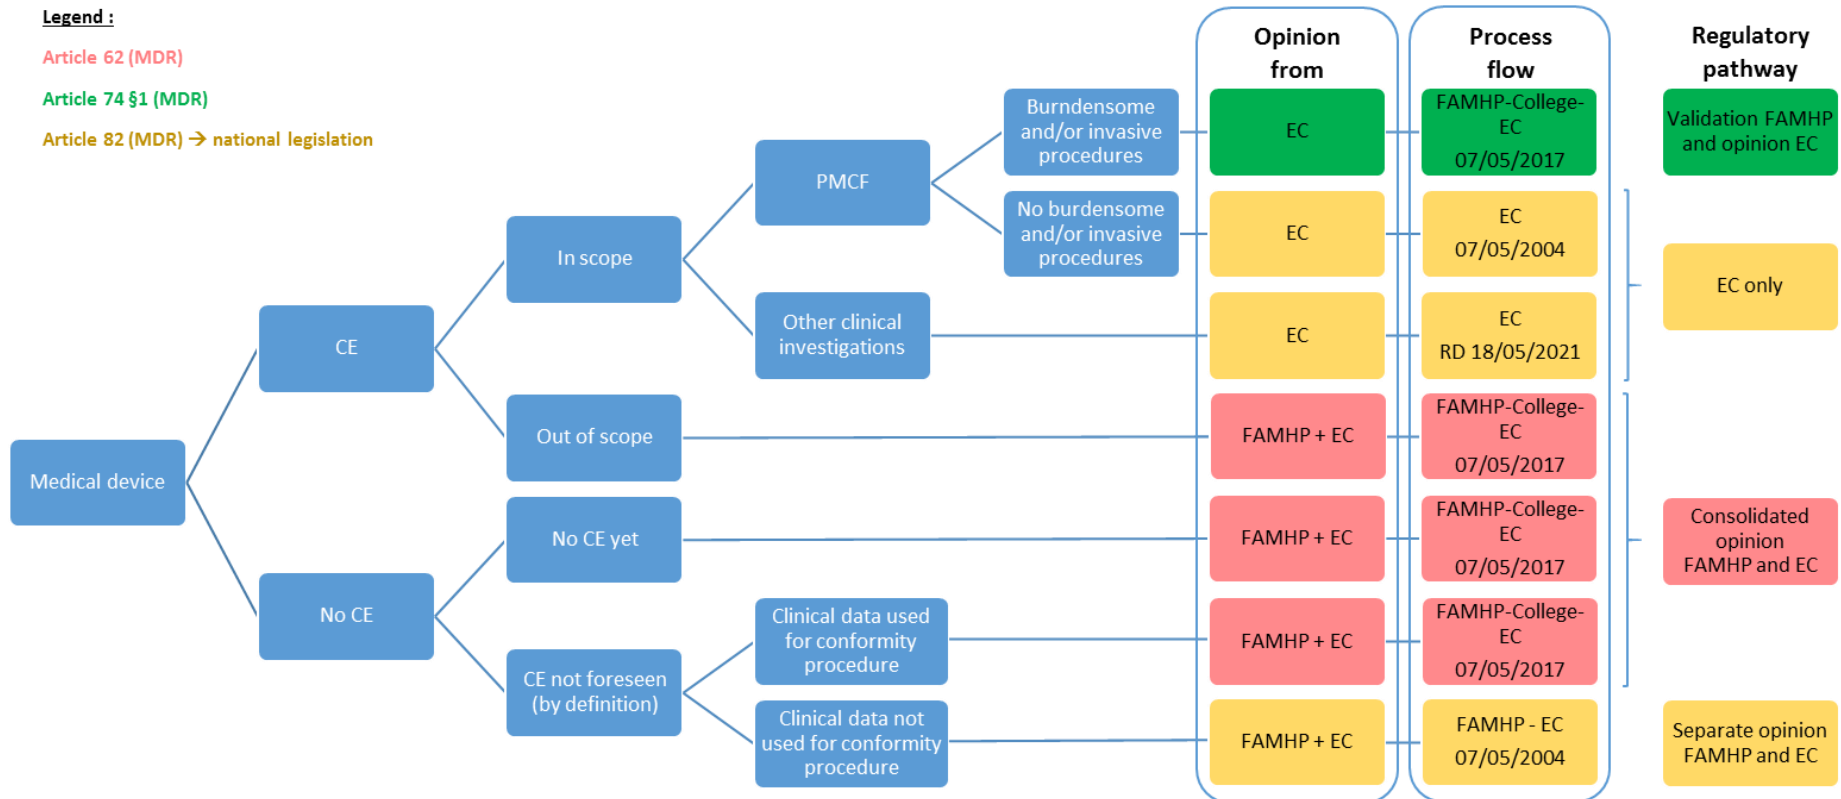 Legend :
Article 62 (MDR)
Article 74 §1 (MDR)
Article 82 (MDR) → national legislation
Opinion
from
Process
flow
Regulatory
pathway
Medical device
CE
No CE
In scope
Out of scope
No CE yet
CE not foreseen
(by definition)
PMCF
Other clinical
investigations
Clinical data used
for conformity
procedure
Clinical data not
used for conformity
procedure
Burndensome
and/or invasive
procedures
No burdensome
and/or invasive
procedures
EC
EC
EC
FAMHP + EC
FAMHP + EC
FAMHP + EC
FAMHP + EC
FAMHP-College-
EC
07/05/2017
EC
07/05/2004
EC
RD 18/05/2021
FAMHP-College-
EC
07/05/2017
FAMHP-College-
EC
07/05/2017
FAMHP-College-
EC
07/05/2017
FAMHP - EC
07/05/2004
Validation FAMHP
and opinion EC
EC only
Consolidated
opinion
FAMHP and EC
Separate opinion
FAMHP and EC